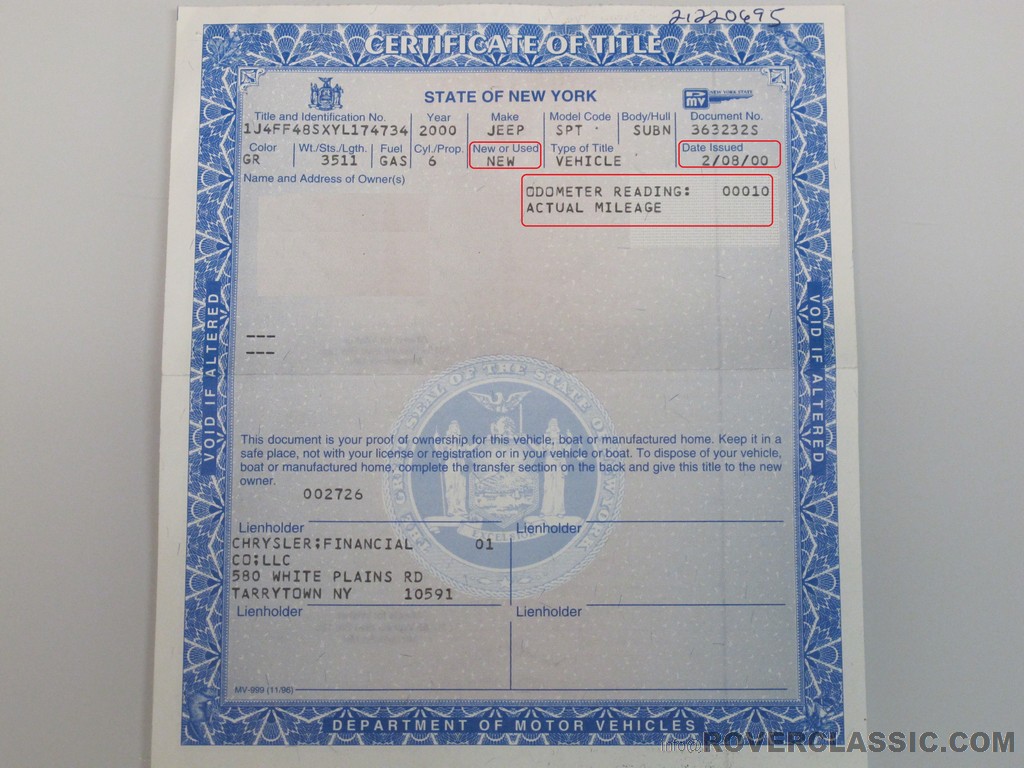 21220695
CERTIFICATE OF TITLE
STATE OF NEW YORK
DMV NEW YORK STATE
Title and Identification No. Year Make Model Code Body/Hull Document No.
1J4FF48SXYL174734 2000 JEEP SPT SUBN 363232S
Color Wt./Sts./Lgth. Fuel Cyl./Prop. New or Used Type of Title Date Issued
GR 3511 GAS 6 NEW VEHICLE 2/08/00
Name and Address of Owner(s)
ODOMETER READING: 00010
ACTUAL MILEAGE
VOID IF ALTERED
VOID IF ALTERED
---
---
SEAL OF THE STATE OF NEW YORK
This document is your proof of ownership for this vehicle, boat or manufactured home. Keep it in a
safe place, not with your license or registration or in your vehicle or boat. To dispose of your vehicle,
boat or manufactured home, complete the transfer section on the back and give this title to the new
owner.
002726
Lienholder Lienholder
CHRYSLER;FINANCIAL 01
CO;LLC
580 WHITE PLAINS RD
TARRYTOWN NY 10591
Lienholder Lienholder
MV-999 (11/96)
DEPARTMENT OF MOTOR VEHICLES
info@ROVERCLASSIC.COM